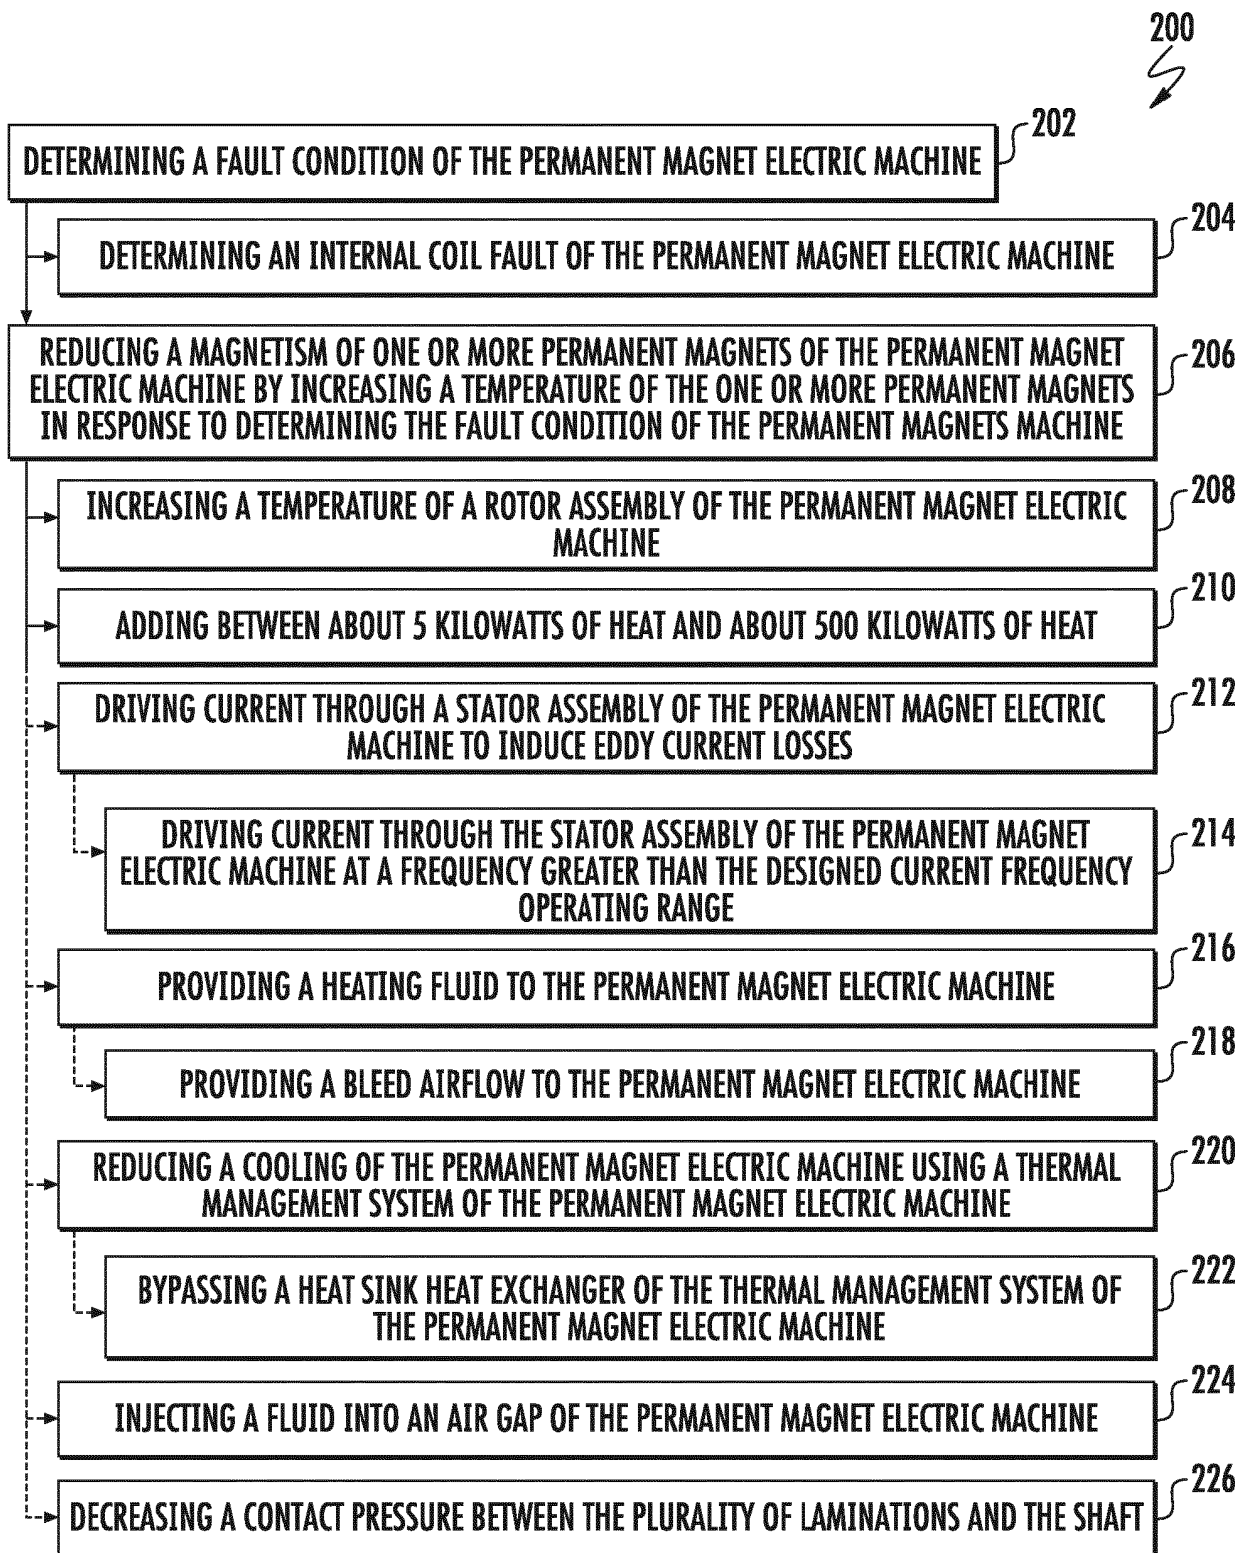 200
202
DETERMINING A FAULT CONDITION OF THE PERMANENT MAGNET ELECTRIC MACHINE
204
DETERMINING AN INTERNAL COIL FAULT OF THE PERMANENT MAGNET ELECTRIC MACHINE
206
REDUCING A MAGNETISM OF ONE OR MORE PERMANENT MAGNETS OF THE PERMANENT MAGNET
ELECTRIC MACHINE BY INCREASING A TEMPERATURE OF THE ONE OR MORE PERMANENT MAGNETS
IN RESPONSE TO DETERMINING THE FAULT CONDITION OF THE PERMANENT MAGNETS MACHINE
208
INCREASING A TEMPERATURE OF A ROTOR ASSEMBLY OF THE PERMANENT MAGNET ELECTRIC
MACHINE
210
ADDING BETWEEN ABOUT 5 KILOWATTS OF HEAT AND ABOUT 500 KILOWATTS OF HEAT
212
DRIVING CURRENT THROUGH A STATOR ASSEMBLY OF THE PERMANENT MAGNET ELECTRIC
MACHINE TO INDUCE EDDY CURRENT LOSSES
214
DRIVING CURRENT THROUGH THE STATOR ASSEMBLY OF THE PERMANENT MAGNET
ELECTRIC MACHINE AT A FREQUENCY GREATER THAN THE DESIGNED CURRENT FREQUENCY
OPERATING RANGE
216
PROVIDING A HEATING FLUID TO THE PERMANENT MAGNET ELECTRIC MACHINE
218
PROVIDING A BLEED AIRFLOW TO THE PERMANENT MAGNET ELECTRIC MACHINE
220
REDUCING A COOLING OF THE PERMANENT MAGNET ELECTRIC MACHINE USING A THERMAL
MANAGEMENT SYSTEM OF THE PERMANENT MAGNET ELECTRIC MACHINE
222
BYPASSING A HEAT SINK HEAT EXCHANGER OF THE THERMAL MANAGEMENT SYSTEM OF
THE PERMANENT MAGNET ELECTRIC MACHINE
224
INJECTING A FLUID INTO AN AIR GAP OF THE PERMANENT MAGNET ELECTRIC MACHINE
226
DECREASING A CONTACT PRESSURE BETWEEN THE PLURALITY OF LAMINATIONS AND THE SHAFT